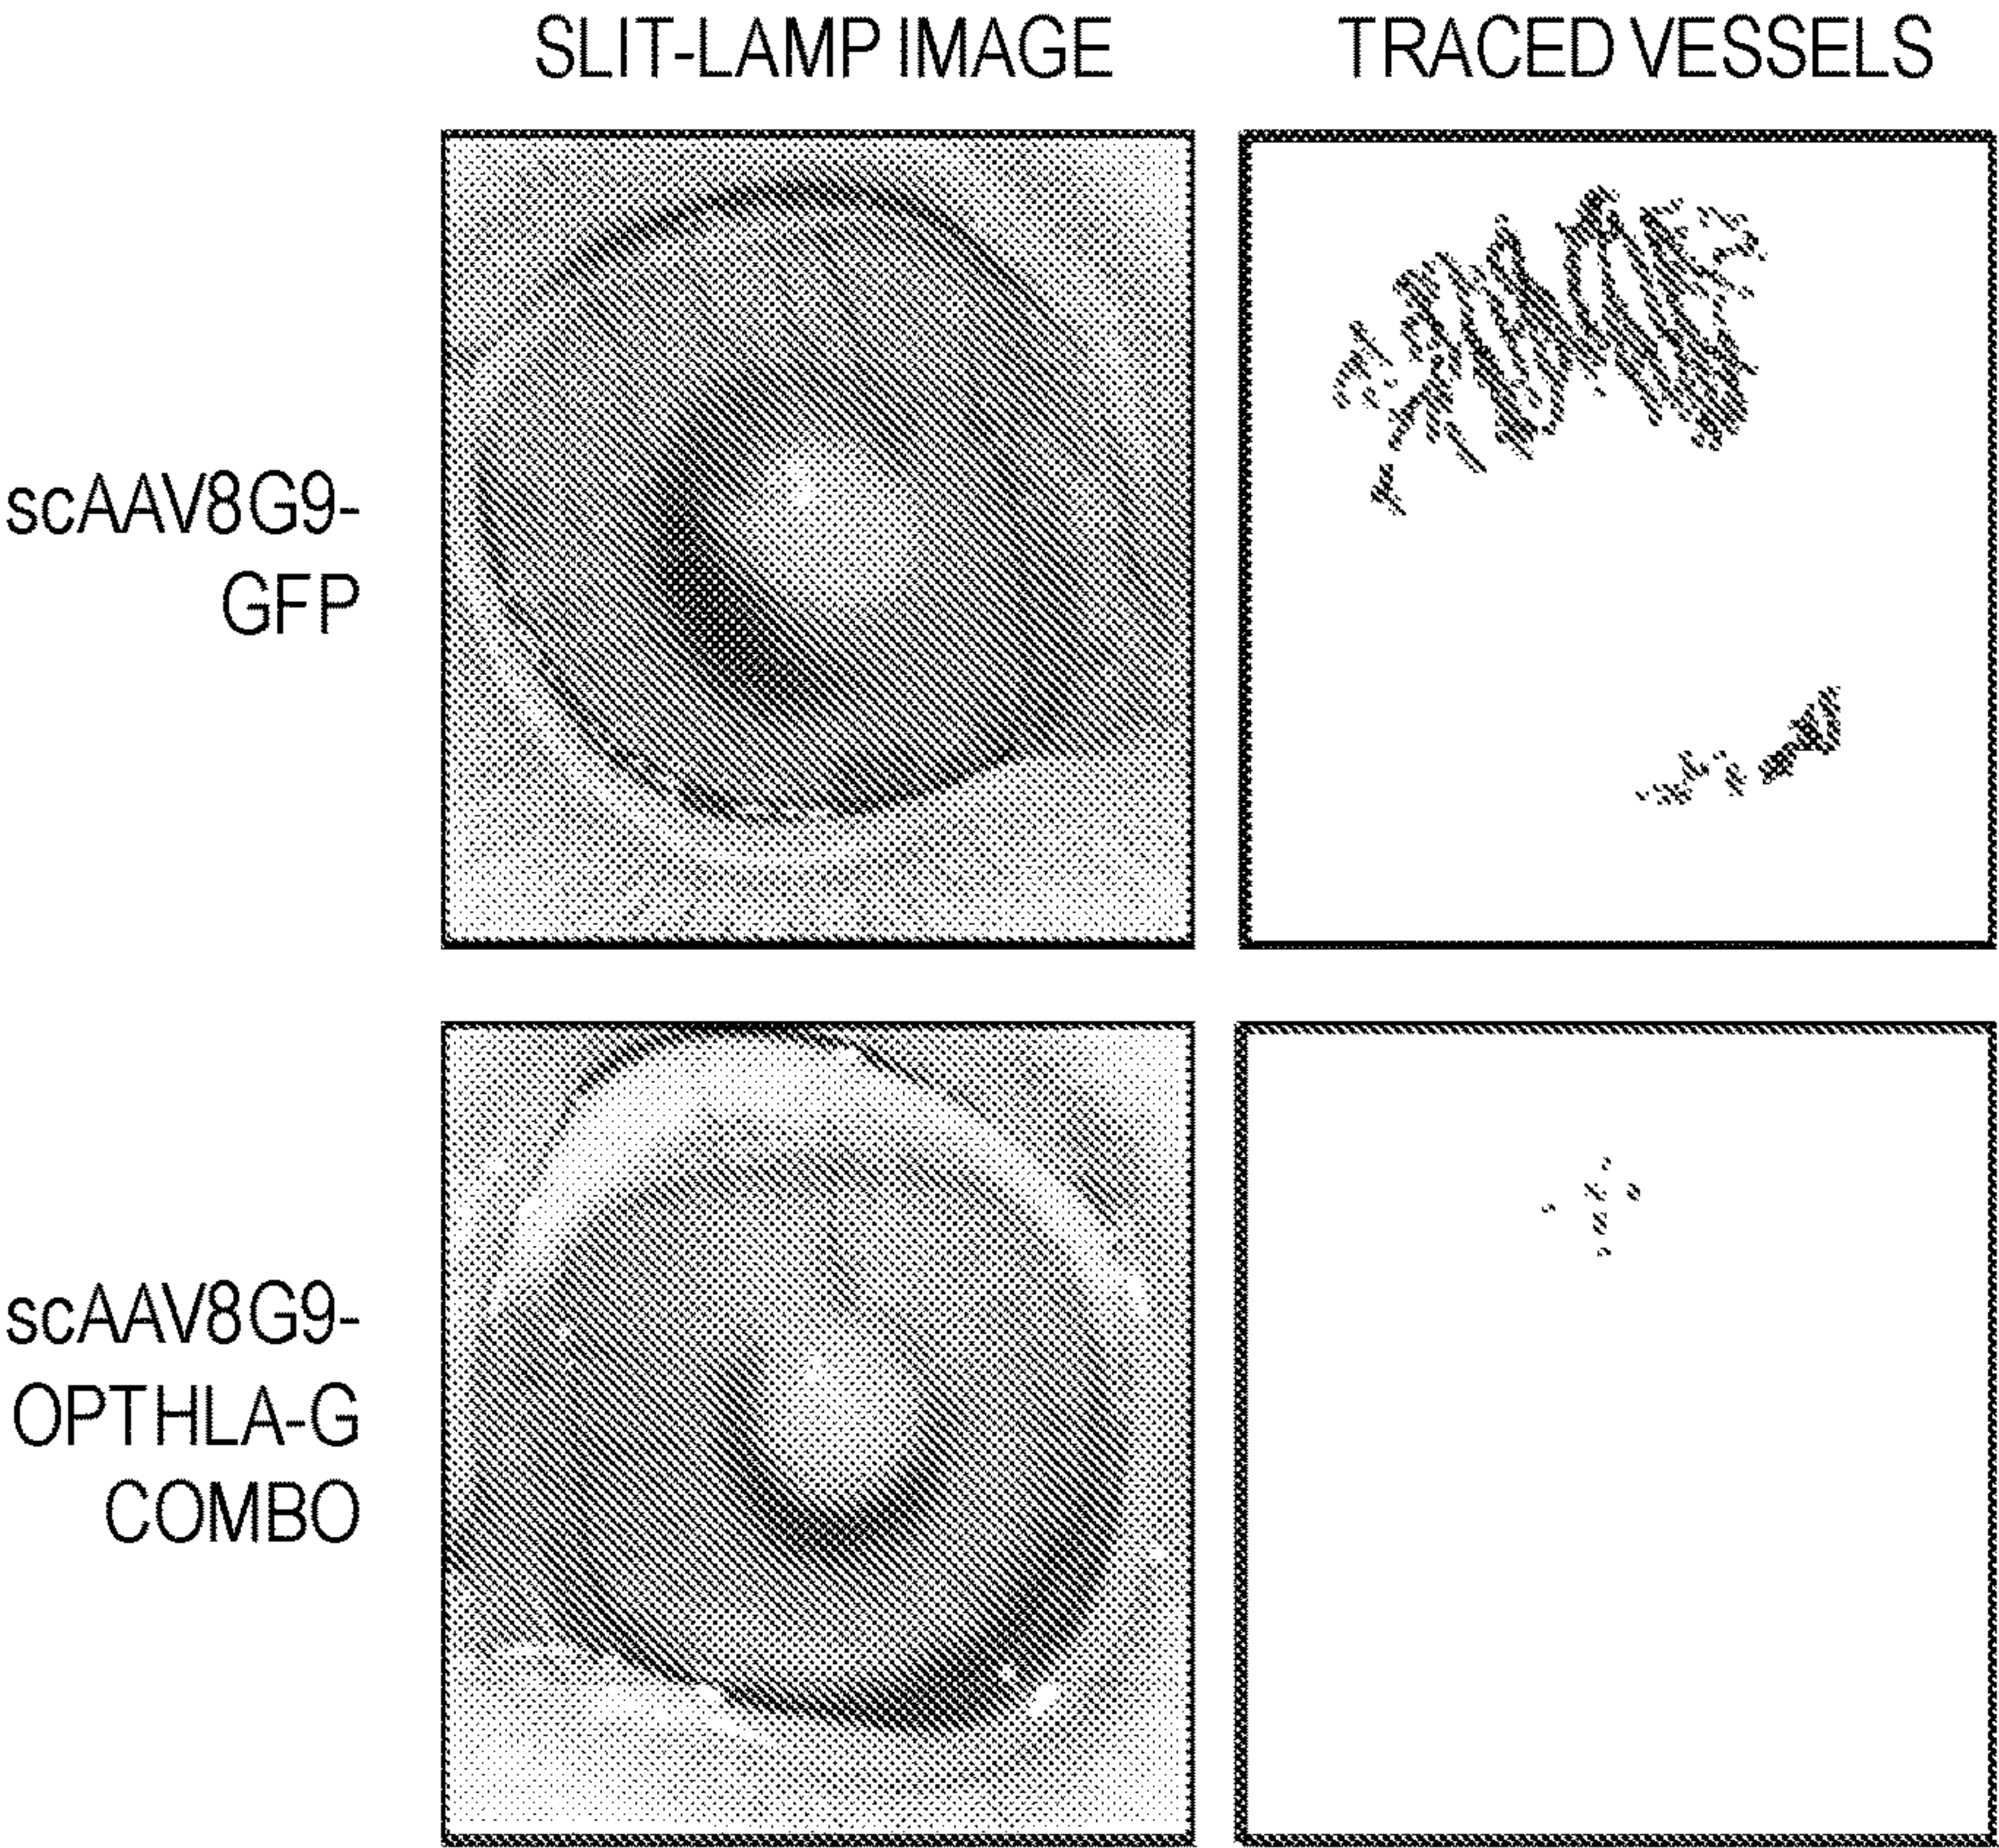 SLIT-LAMP IMAGE
TRACED VESSELS
scAAV8G9-
GFP
scAAV8G9-
OPTHLA-G
COMBO